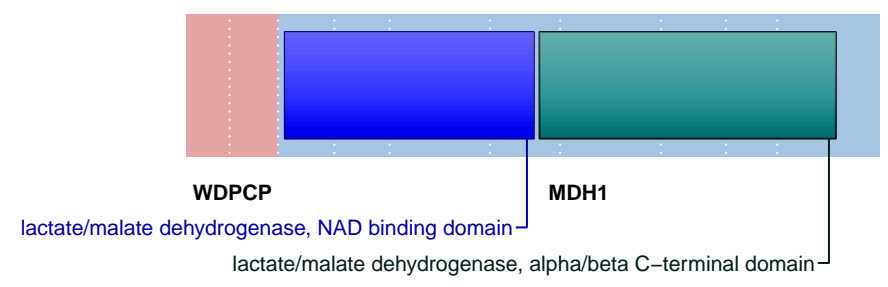 WDPCP MDH1
lactate/malate dehydrogenase, NAD binding domain
lactate/malate dehydrogenase, alpha/beta C−terminal domain